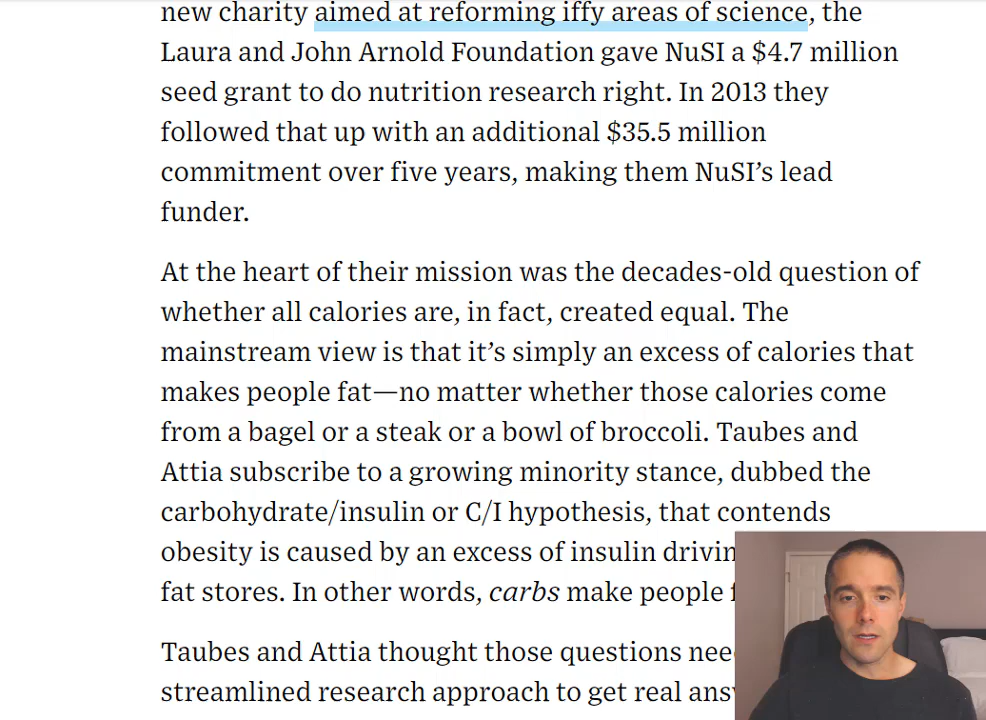 new charity aimed at reforming iffy areas of science, the
Laura and John Arnold Foundation gave NuSI a $4.7 million
seed grant to do nutrition research right. In 2013 they
followed that up with an additional $35.5 million
commitment over five years, making them NuSI’s lead
funder.
At the heart of their mission was the decades-old question of
whether all calories are, in fact, created equal. The
mainstream view is that it’s simply an excess of calories that
makes people fat—no matter whether those calories come
from a bagel or a steak or a bowl of broccoli. Taubes and
Attia subscribe to a growing minority stance, dubbed the
carbohydrate/insulin or C/I hypothesis, that contends
obesity is caused by an excess of insulin
fat stores. In other words, carbs make people
Taubes and Attia thought those questions
streamlined research approach to get real